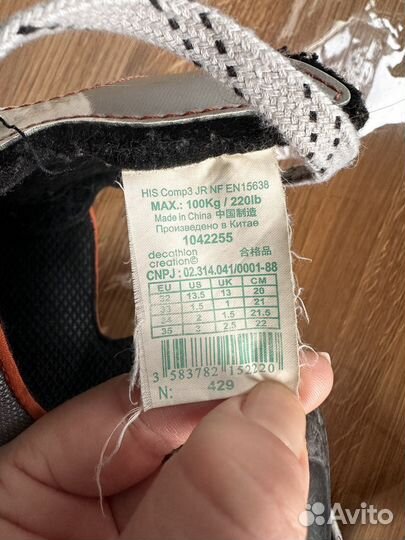 HIS Comp3 JR NF EN15638
MAX.: 100Kg / 220lb
Made in China 中国制造
Произведено в Китае
1042255
decathlon 合格品
creation©
CNPJ : 02.314.041/0001-88
EU US UK CM
32 13.5 13 20
33 1.5 1 21
34 2 1.5 21.5
35 3 2.5 22
3 583782 152220
N: 429
Avito